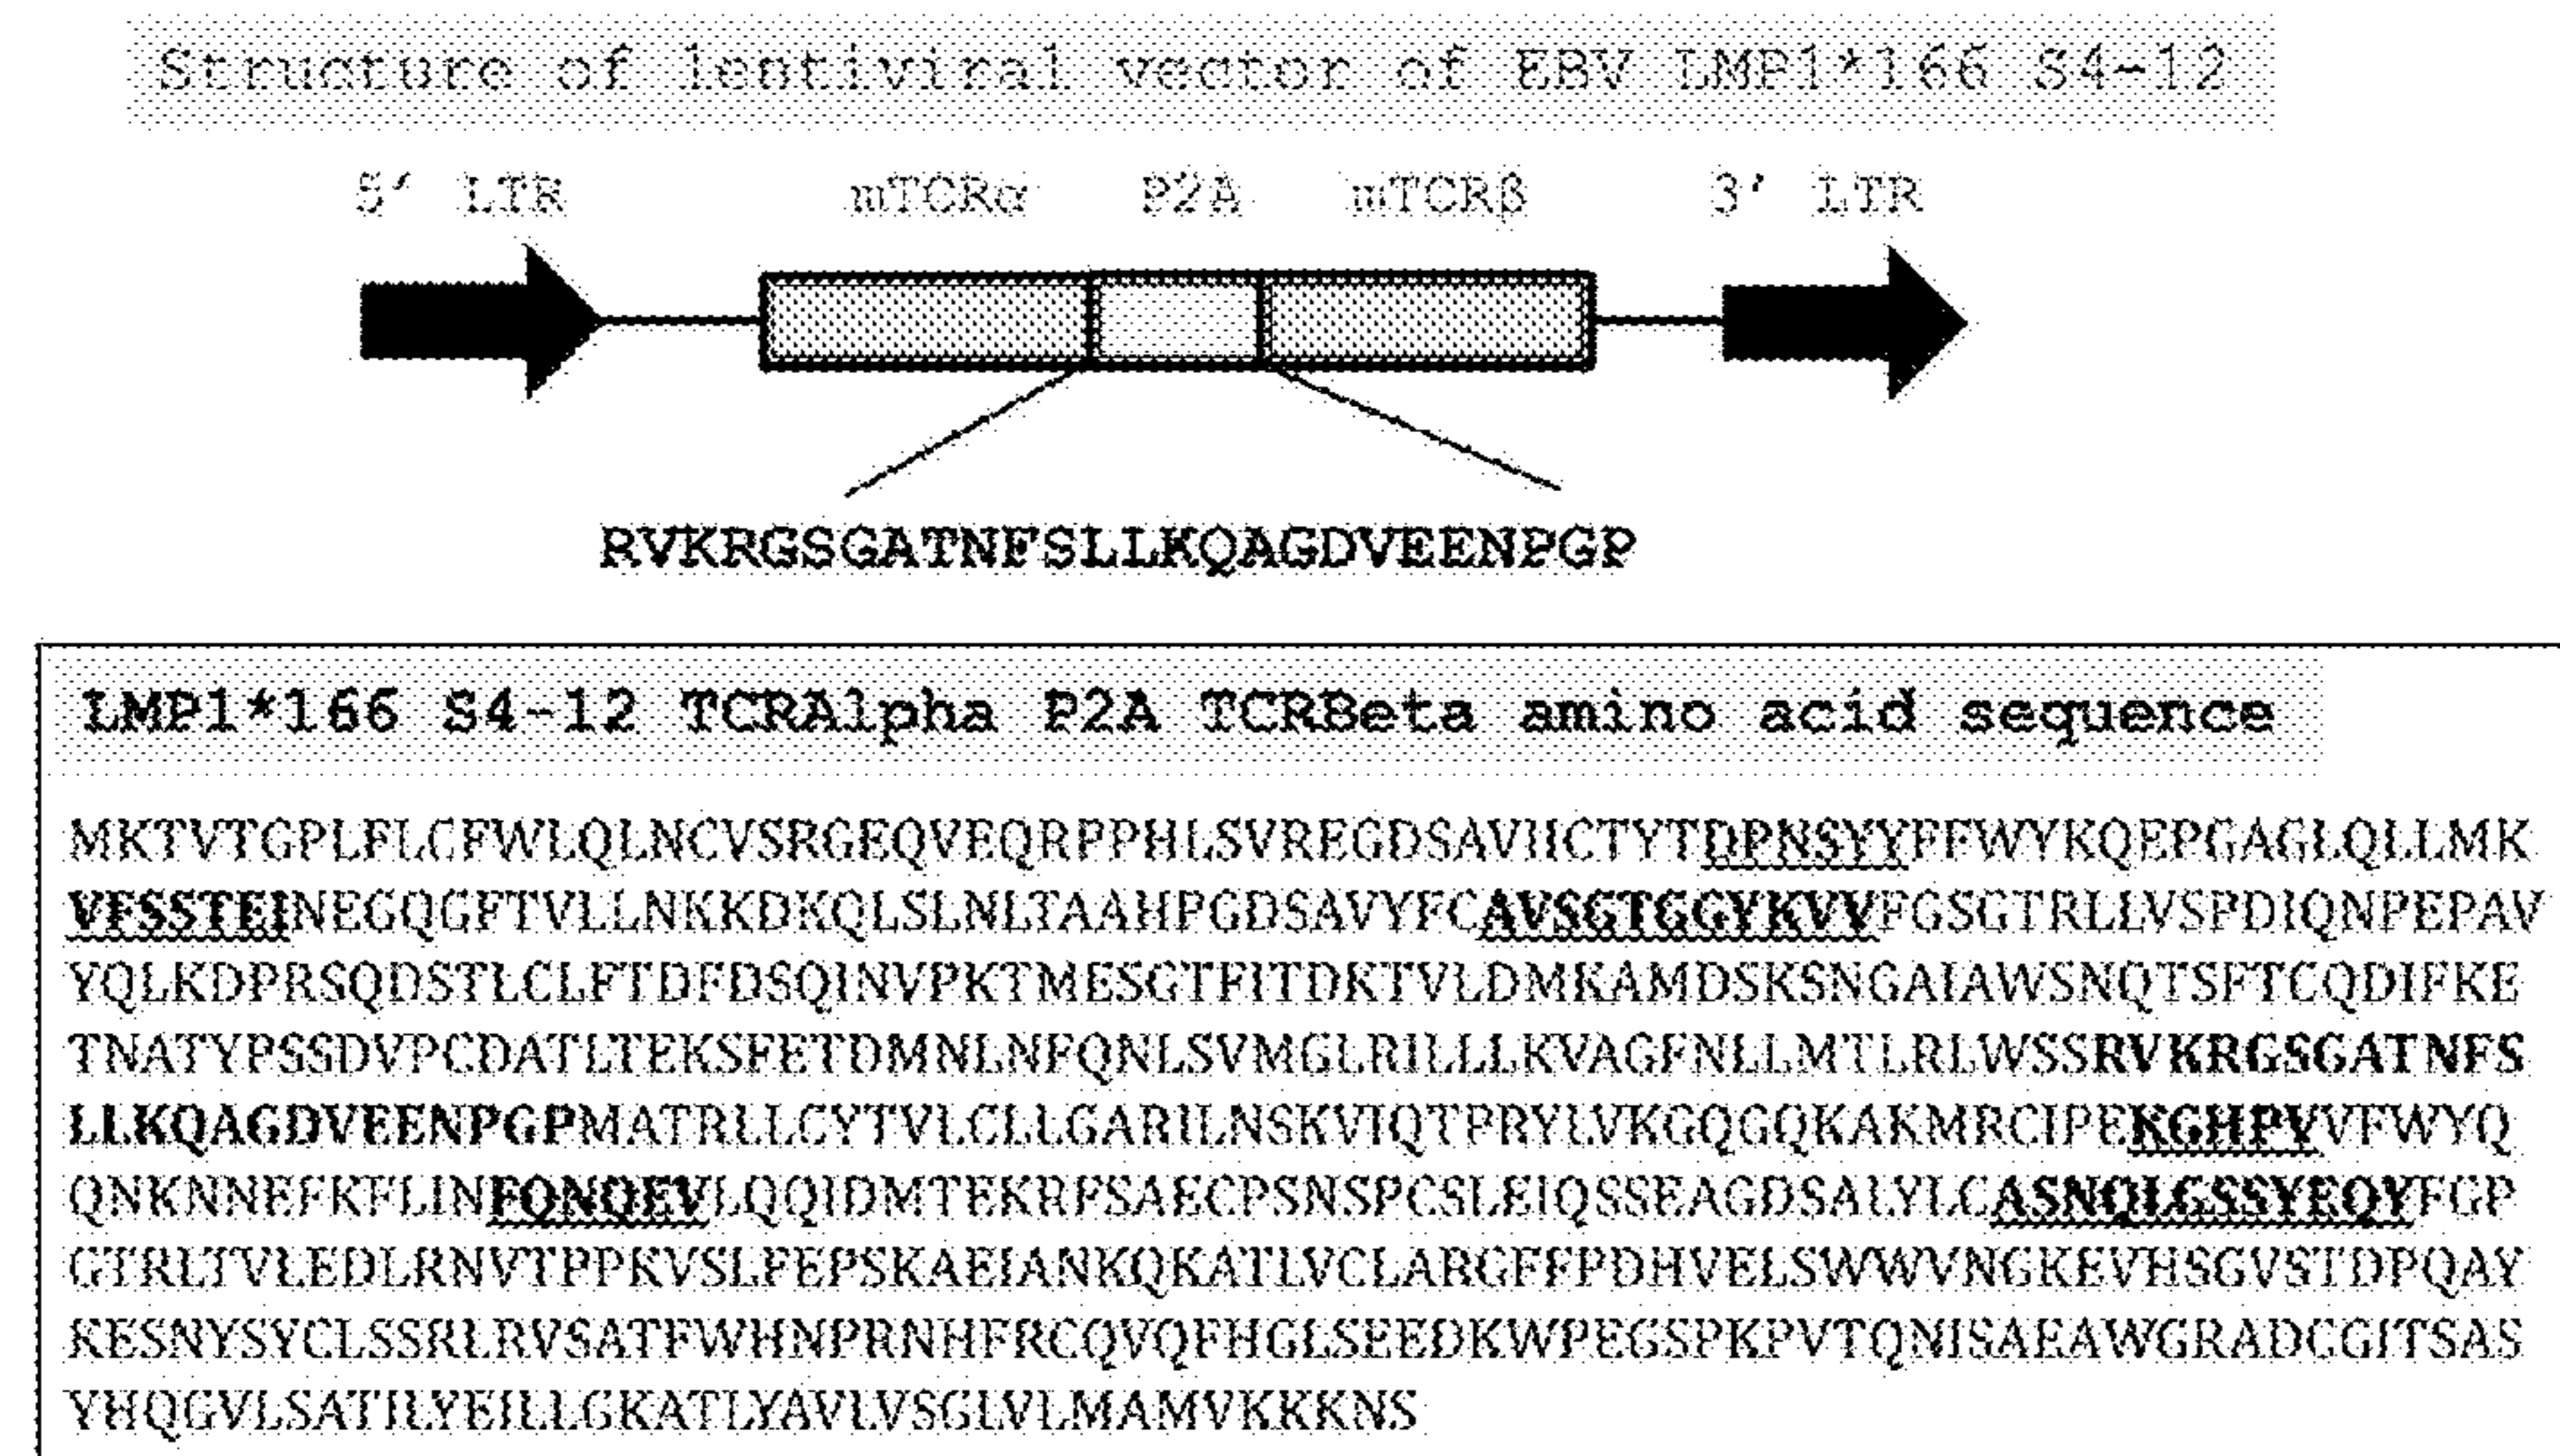 Structure of lentiviral vector of EBV LMP1*166 S4-12
5′ LTR mTCRα P2A mTCRβ 3′ LTR
RVKRGSGATNFSLLKQAGDVEENPGP
LMP1*166 S4-12 TCRAlpha P2A TCRBeta amino acid sequence
MKTVTGPLFLCFWLQLNCVSRGEQVEQRPPHLSVREGDSAVIICTYTDPNSYYFFWYKQEPGAGLQLLMK
VFSSTEINEGQGFTVLLNKKDKQLSLNLTAAHPGDSAVYFCAVSGTGGYKVVFGSGTRLLVSPDIQNPEPAV
YQLKDPRSQDSTLCLFTDFDSQINVPKTMESGTFITDKTVLDMKAMDSKSNGAIAWSNQTSFTCQDIFKE
TNATYPSSDVPCDATLTEKSFETDMNLNFQNLSVMGLRILLLKVAGFNLLMTLRLWSSRVKRGSGATNFS
LLKQAGDVEENPGPMATRLLCYTVLCLLGARILNSKVIQTPRYLVKGQGQKAKMRCIPEKGHPVVFWYQ
QNKNNEFKFLINFQNQEVLQQIDMTEKRFSAECPSNSPCSLEIQSSEAGDSALYLCASNQLGSSYEQYFGP
GTRLTVLEDLRNVTPPKVSLFEPSKAEIANKQKATLVCLARGFFPDHVELSWWVNGKEVHSGVSTDPQAY
KESNYSYCLSSRLRVSATFWHNPRNHFRCQVQFHGLSEEDKWPEGSPKPVTQNISAEAWGRADCGITSAS
YHQGVLSATILYEILLGKATLYAVLVSGLVLMAMVKKKNS